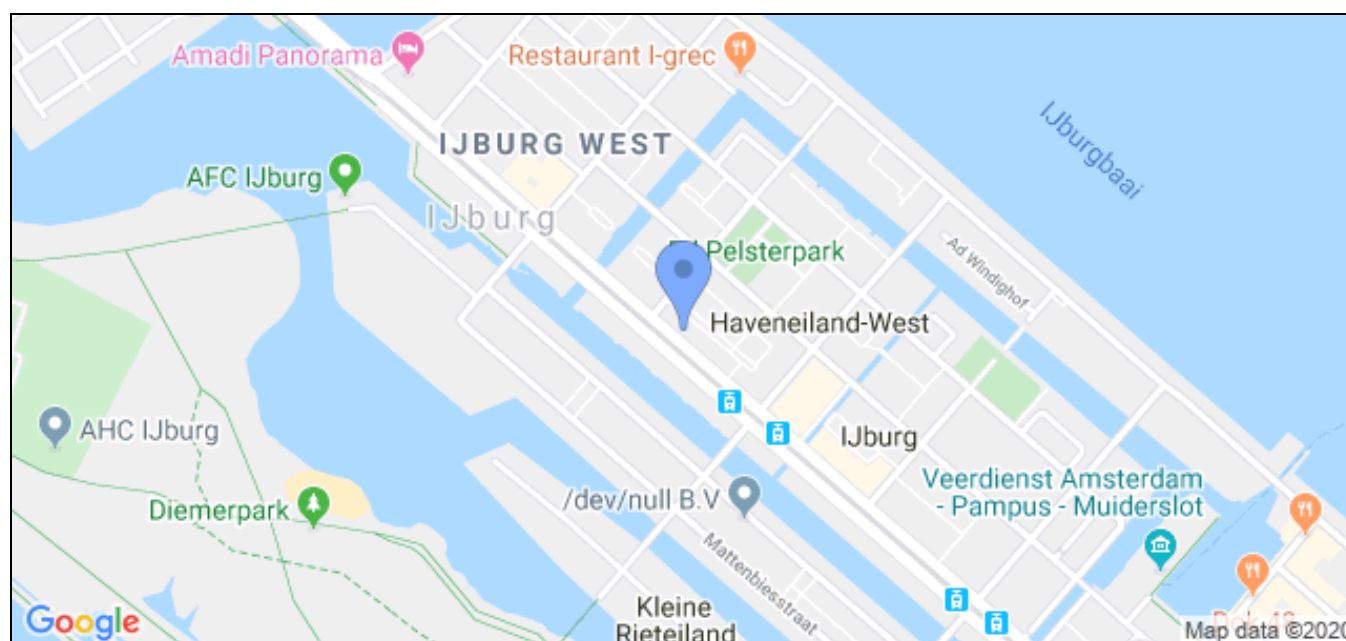 Amadi Panorama
Restaurant I-grec
IJburgbaai
IJBURG WEST
AFC IJburg
IJburg
Pelsterpark
Ad Windighof
Haveneiland-West
AHC IJburg
IJburg
Veerdienst Amsterdam
- Pampus - Muiderslot
/dev/null B.V
Diemerpark
Mattenbiesstraat
Kleine
Rieteiland
Google
Map data ©2020